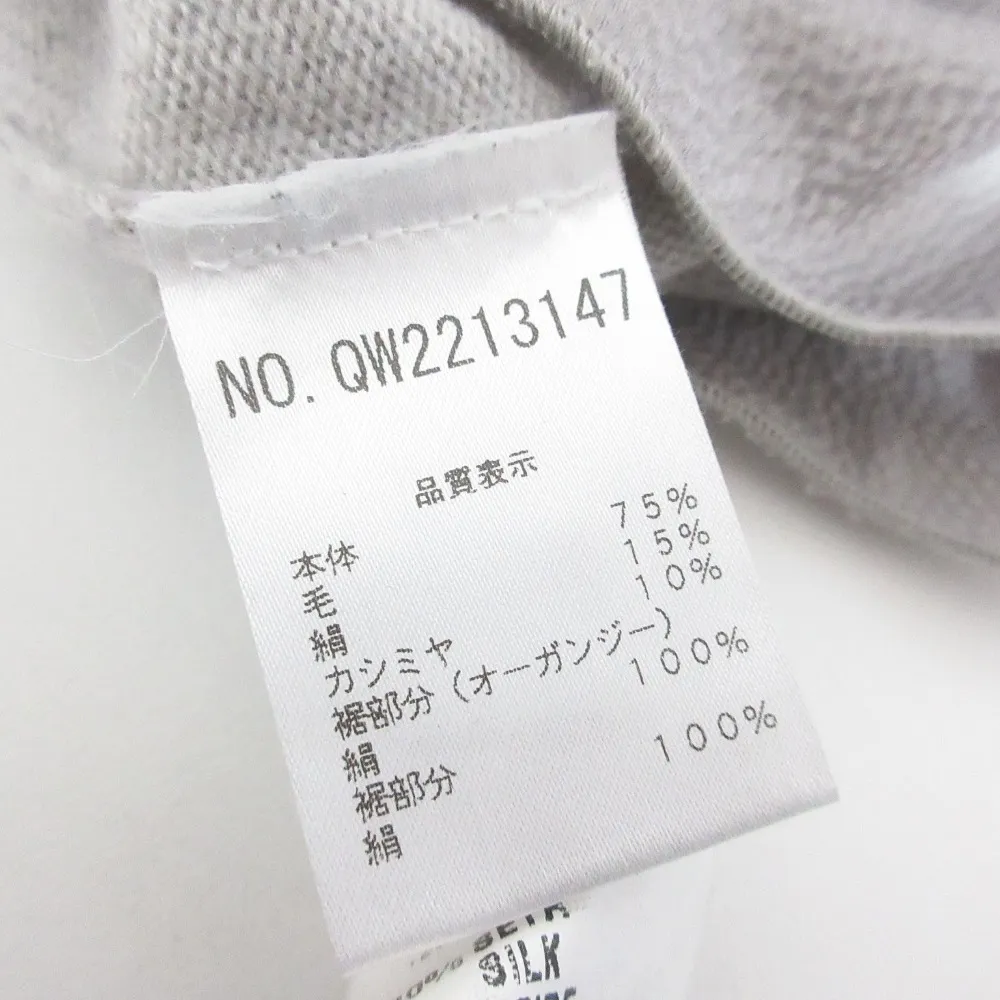 NO. QW2213147
品質表示
本体
毛 75%
絹 15%
カシミヤ 10%
裾部分(オーガンジー)
絹 100%
裾部分
絹 100%
SETA
SILK